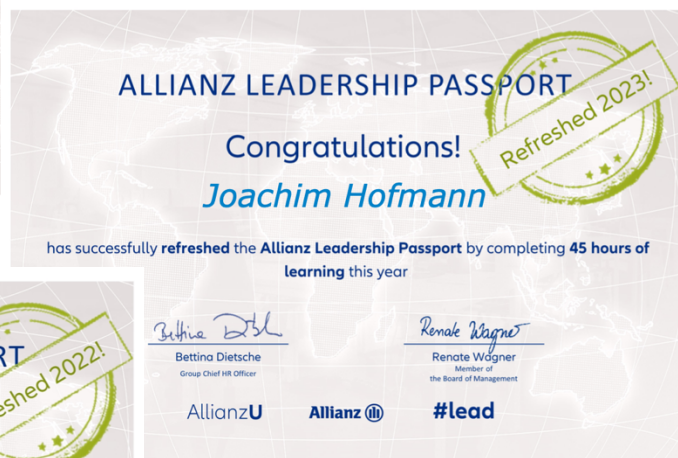 ALLIANZ LEADERSHIP PASSPORT
Refreshed 2023!
Congratulations!
Joachim Hofmann
has successfully refreshed the Allianz Leadership Passport by completing 45 hours of
learning this year
Bettina Dietsche
Group Chief HR Officer
Renate Wagner
Renate Wagner
Member of
the Board of Management
AllianzU
Allianz
#lead
RT
eshed 2022!